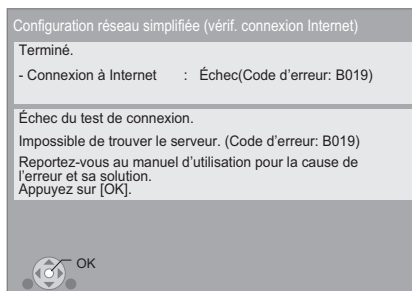 Configuration réseau simplifiée (vérif. connexion Internet)
Terminé.
- Connexion à Internet : Échec(Code d'erreur: B019)
Échec du test de connexion.
Impossible de trouver le serveur. (Code d'erreur: B019)
Reportez-vous au manuel d'utilisation pour la cause de
l'erreur et sa solution.
Appuyez sur [OK].
OK